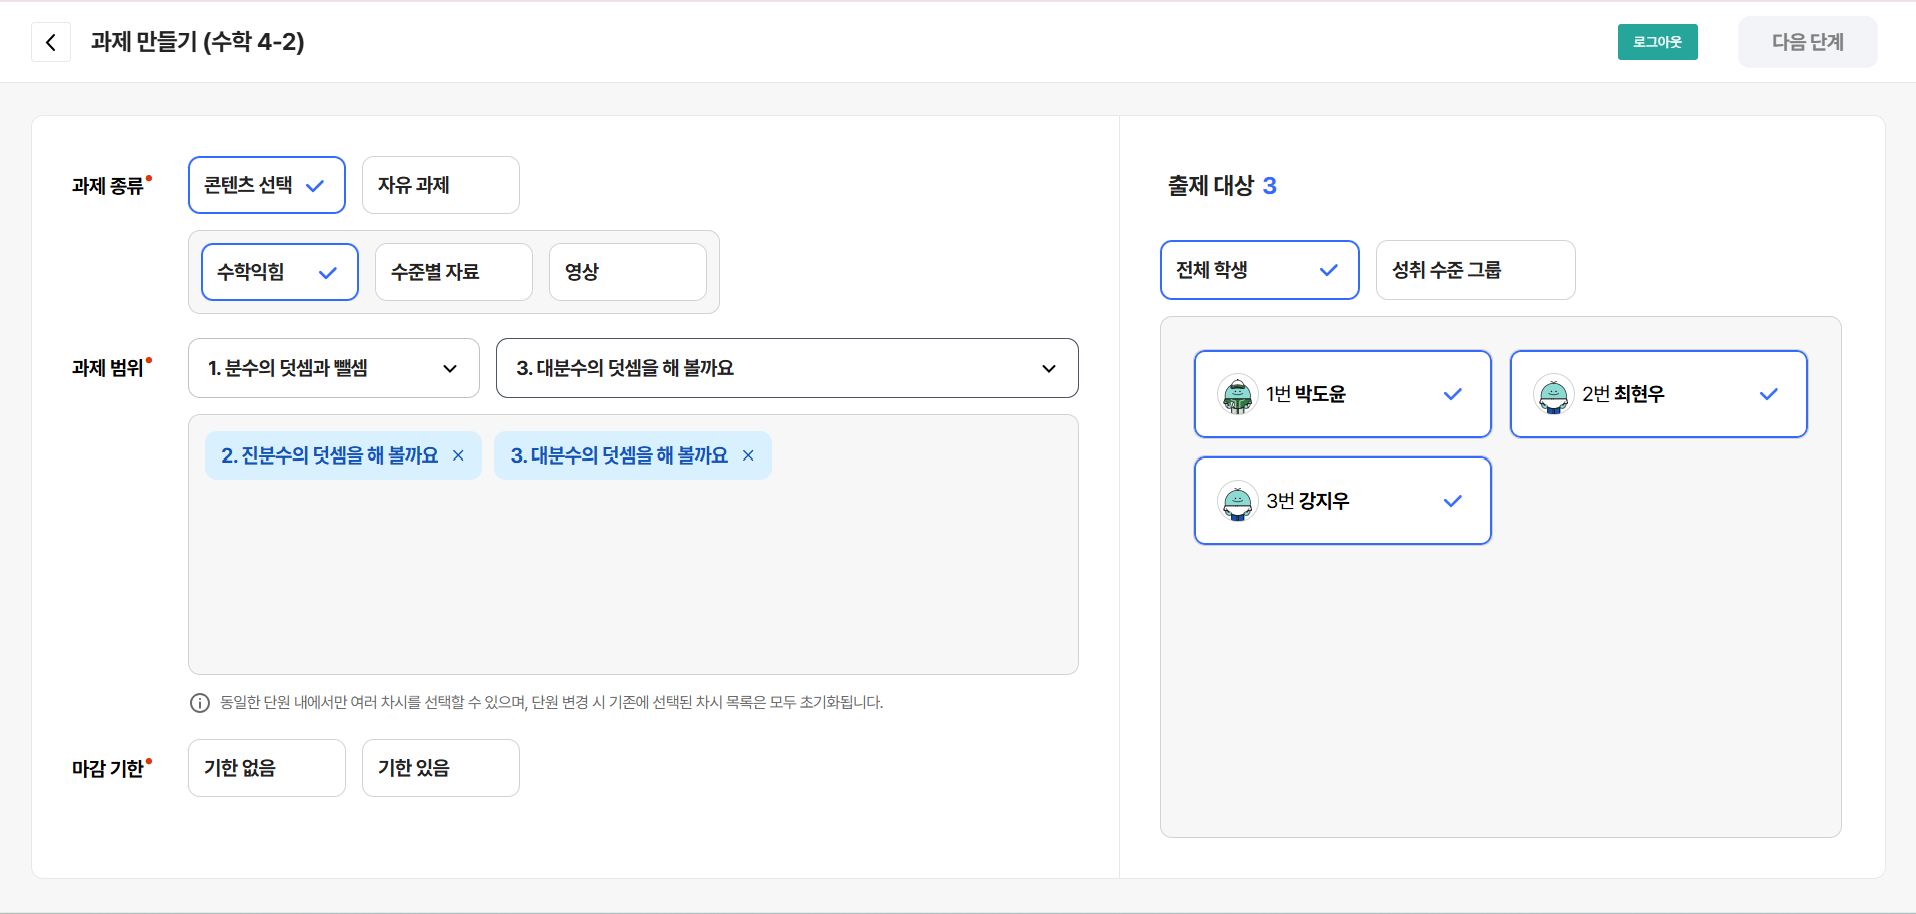 과제 만들기 (수학 4-2)
로그아웃
다음 단계
과제 종류
콘텐츠 선택
자유 과제
수학익힘
수준별 자료
영상
과제 범위
1. 분수의 덧셈과 뺄셈
3. 대분수의 덧셈을 해 볼까요
2. 진분수의 덧셈을 해 볼까요
3. 대분수의 덧셈을 해 볼까요
동일한 단원 내에서만 여러 차시를 선택할 수 있으며, 단원 변경 시 기존에 선택된 차시 목록은 모두 초기화됩니다.
마감 기한
기한 없음
기한 있음
출제 대상 3
전체 학생
성취 수준 그룹
1번 박도윤
2번 최현우
3번 강지우